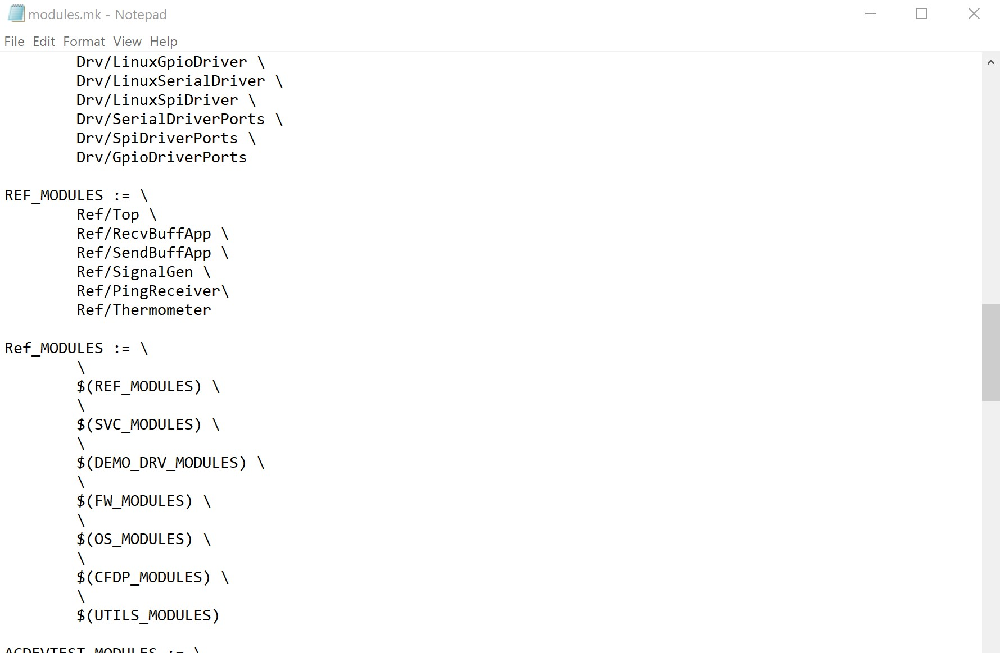 modules.mk - Notepad
File Edit Format View Help
Drv/LinuxGpioDriver \
Drv/LinuxSerialDriver \
Drv/LinuxSpiDriver \
Drv/SerialDriverPorts \
Drv/SpiDriverPorts \
Drv/GpioDriverPorts
REF_MODULES := \
Ref/Top \
Ref/RecvBuffApp \
Ref/SendBuffApp \
Ref/SignalGen \
Ref/PingReceiver\
Ref/Thermometer
Ref_MODULES := \
\
$(REF_MODULES) \
\
$(SVC_MODULES) \
\
$(DEMO_DRV_MODULES) \
\
$(FW_MODULES) \
\
$(OS_MODULES) \
\
$(CFDP_MODULES) \
\
$(UTILS_MODULES)
ACDEVTEST_MODULES := \